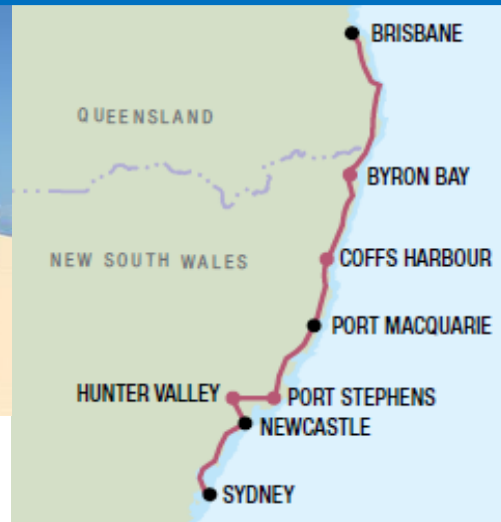 BRISBANE
QUEENSLAND
BYRON BAY
NEW SOUTH WALES
COFFS HARBOUR
PORT MACQUARIE
HUNTER VALLEY
PORT STEPHENS
NEWCASTLE
SYDNEY